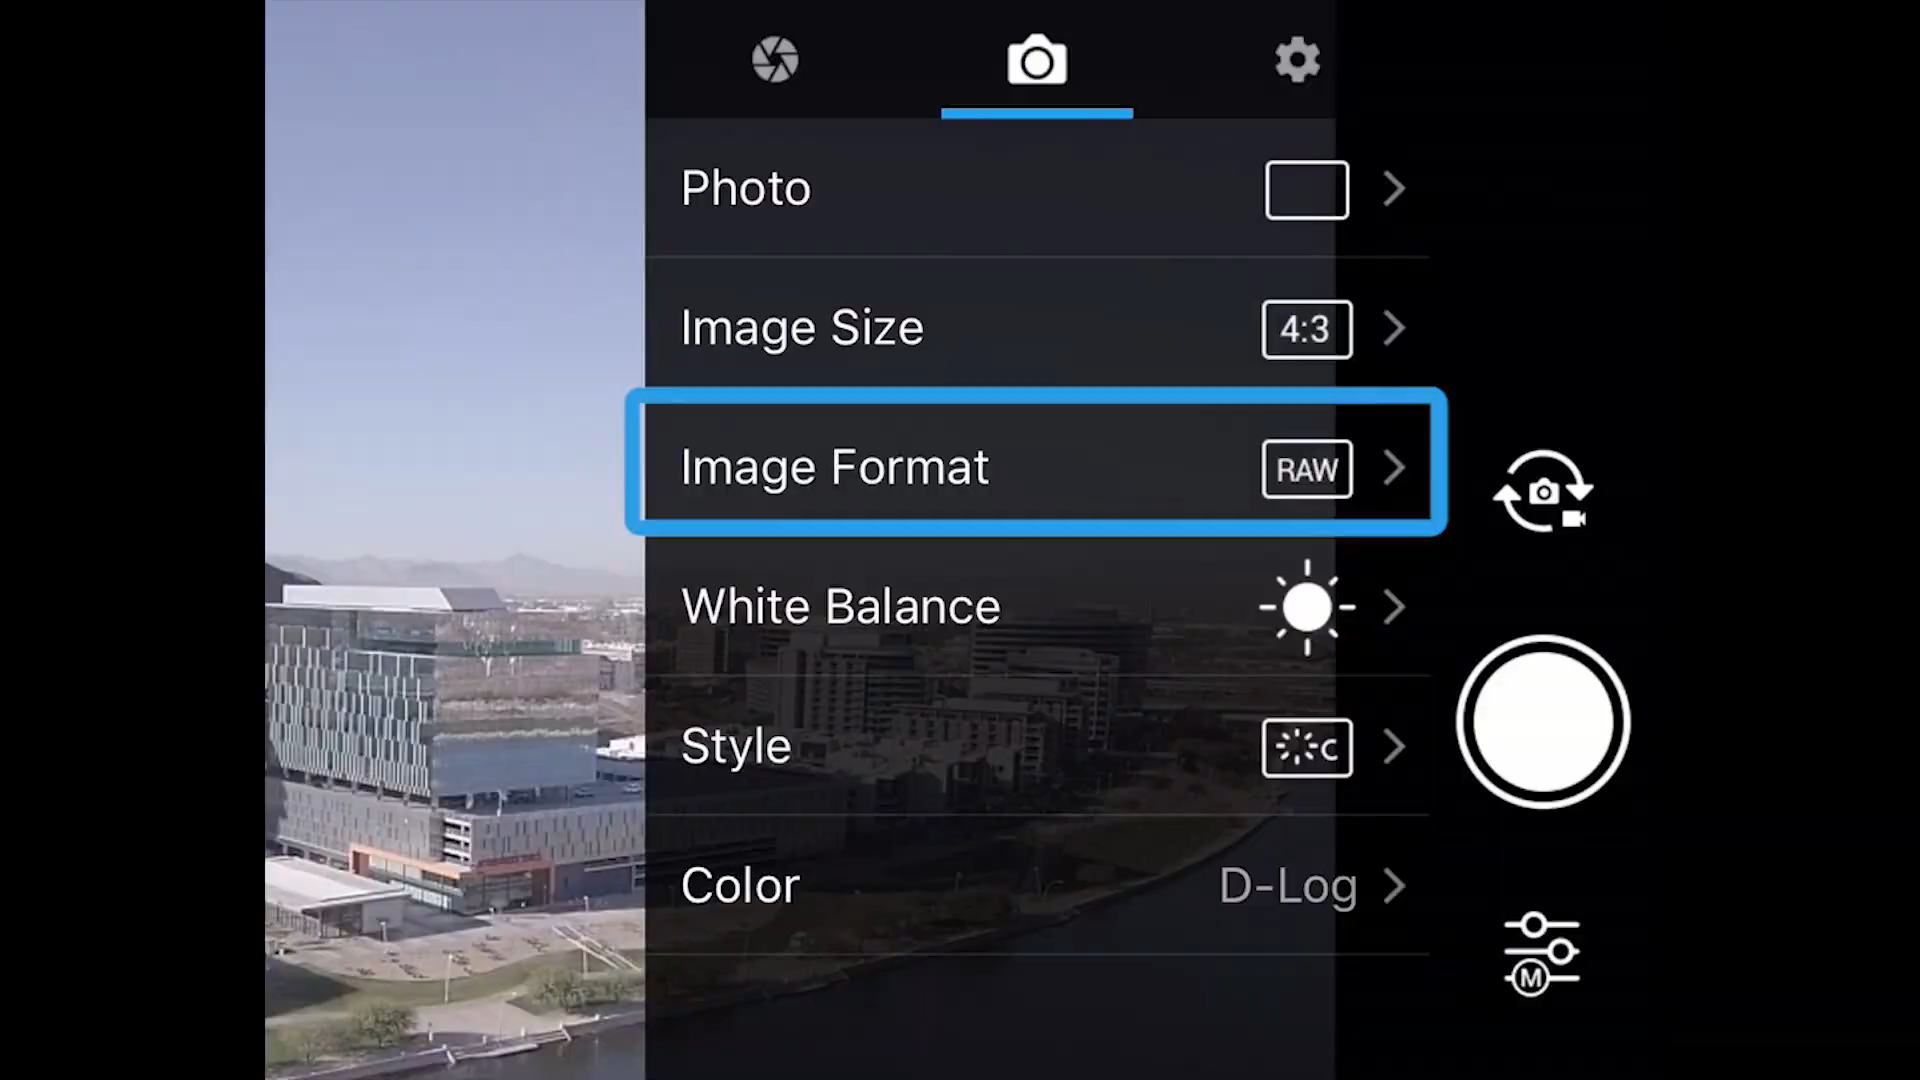 Photo
Image Size 4:3
Image Format RAW
White Balance
Style C
Color D-Log
M